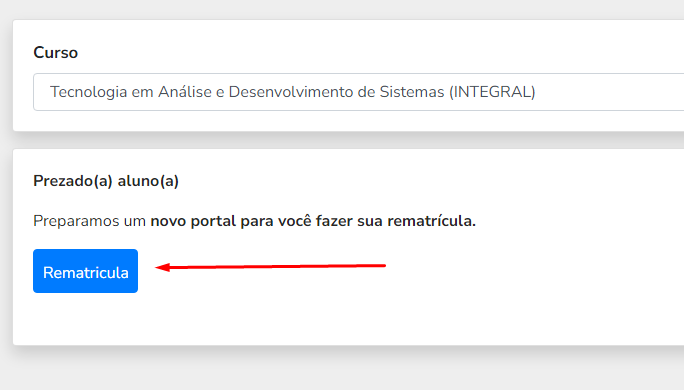 Curso
Tecnologia em Análise e Desenvolvimento de Sistemas (INTEGRAL)
Prezado(a) aluno(a)
Preparamos um novo portal para você fazer sua rematrícula.
Rematricula